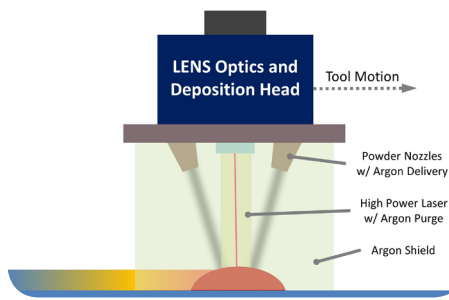 LENS Optics and
Deposition Head
Tool Motion
Powder Nozzles
w/ Argon Delivery
High Power Laser
w/ Argon Purge
Argon Shield